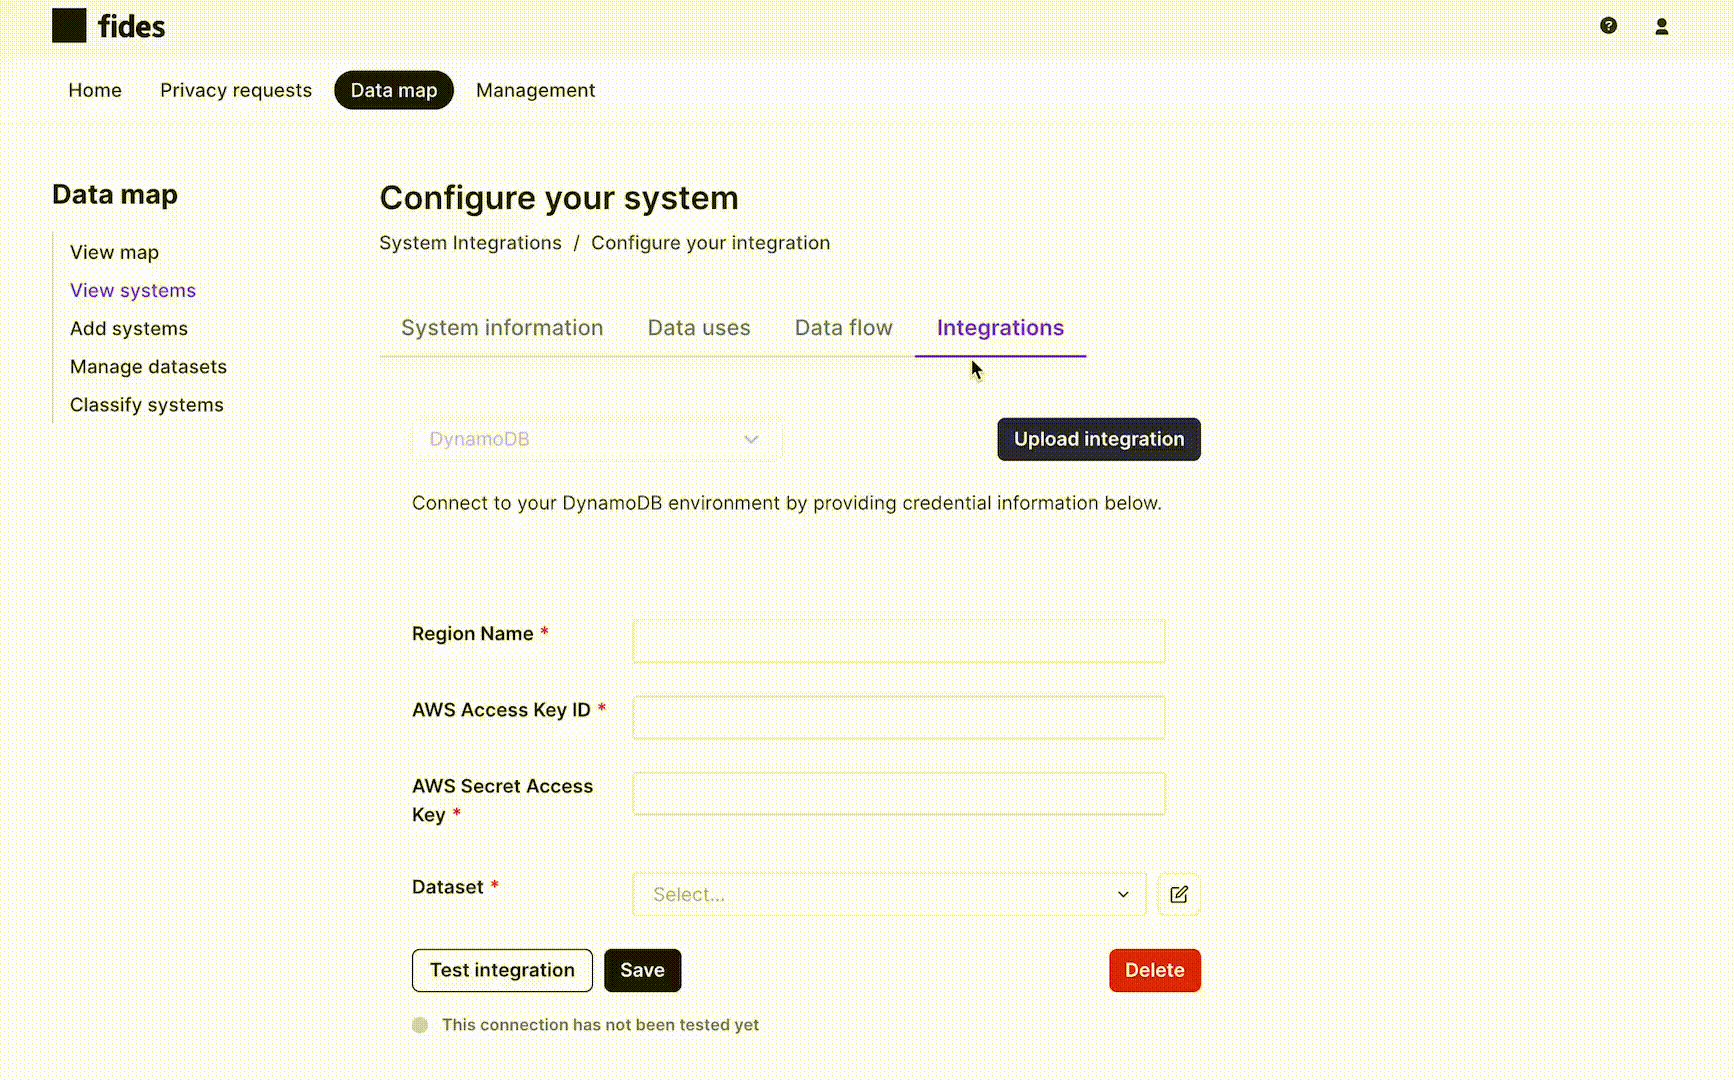 fides
Home Privacy requests Data map Management
Data map
View map
View systems
Add systems
Manage datasets
Classify systems
Configure your system
System Integrations / Configure your integration
System information Data uses Data flow Integrations
DynamoDB
Upload integration
Connect to your DynamoDB environment by providing credential information below.
Region Name *
AWS Access Key ID *
AWS Secret Access
Key *
Dataset *
Select...
Test integration Save Delete
This connection has not been tested yet